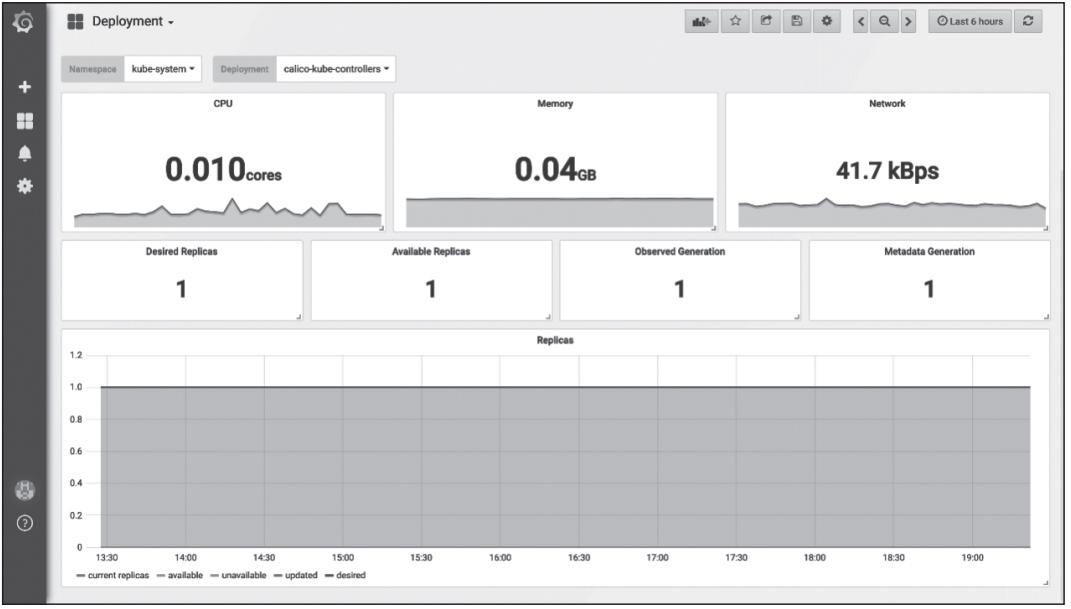 Deployment
Last 6 hours
Namespace kube-system Deployment calico-kube-controllers
CPU
0.010cores
Memory
0.04GB
Network
41.7 kBps
Desired Replicas
1
Available Replicas
1
Observed Generation
1
Metadata Generation
1
Replicas
1.2
1.0
0.8
0.6
0.4
0.2
0
13:30 14:00 14:30 15:00 15:30 16:00 16:30 17:00 17:30 18:00 18:30 19:00
current replicas available unavailable updated desired